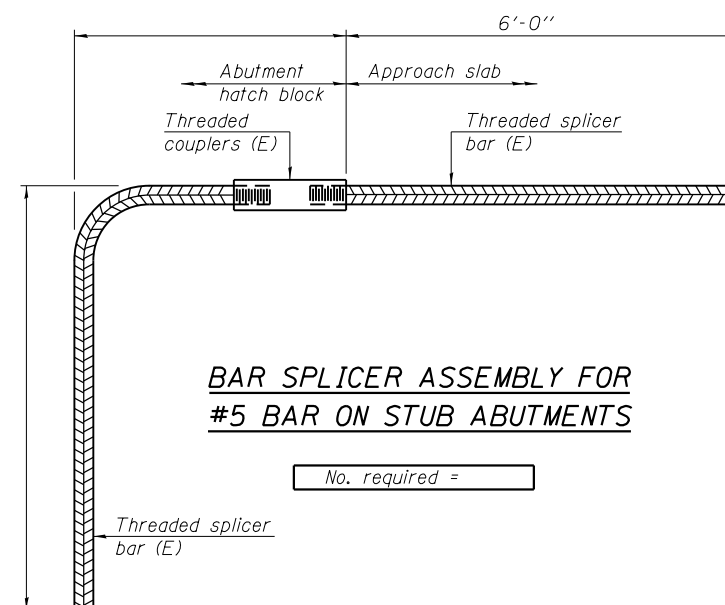 6'-0"
Abutment
hatch block
Approach slab
Threaded
couplers (E)
Threaded splicer
bar (E)
BAR SPLICER ASSEMBLY FOR
#5 BAR ON STUB ABUTMENTS
No. required =
Threaded splicer
bar (E)